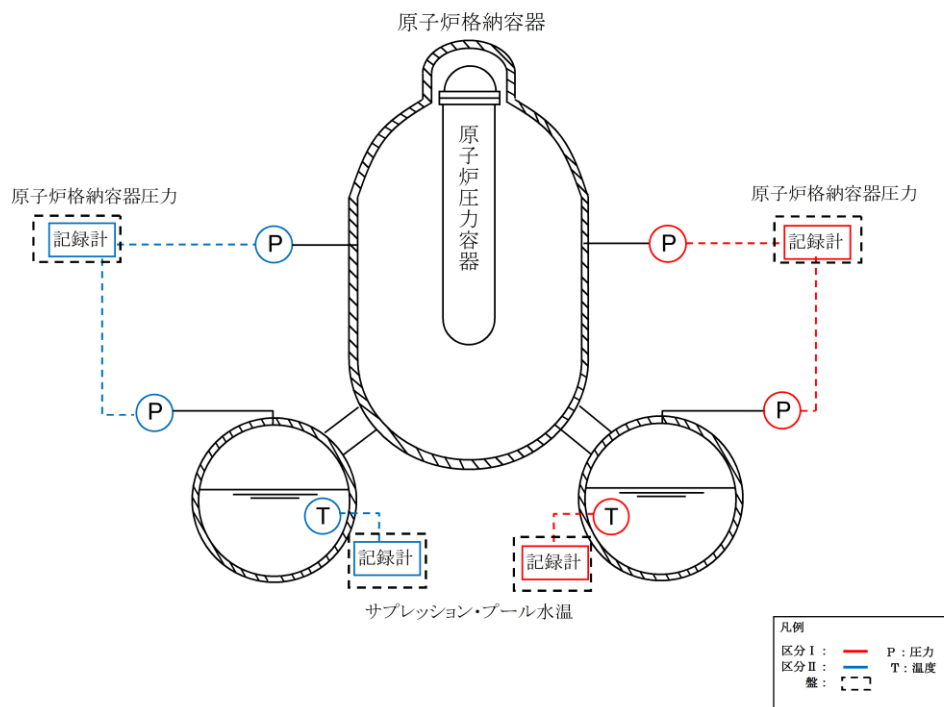 原子炉格納容器
原子炉圧力容器
原子炉格納容器圧力
記録計
P
P
原子炉格納容器圧力
記録計
P
P
T
記録計
T
記録計
サプレッション・プール水温
凡例
区分Ⅰ： P：圧力
区分Ⅱ： T：温度
盤：